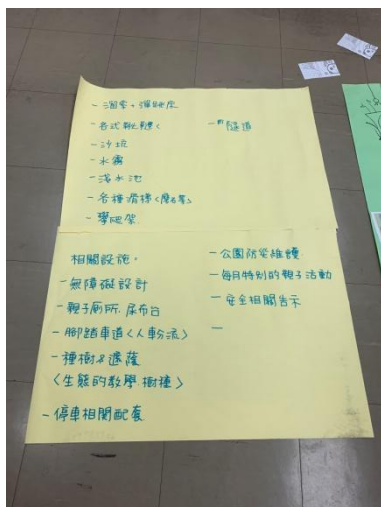 - 溜索+彈跳床
- 各式鞦韆
- 沙坑
- 水霧
- 淺水池
- 各種滑梯(磨石子)
- 攀爬架
- 隧道
相關設施.
- 無障礙設計
- 親子廁所.尿布台
- 腳踏車道〈人車分流〉
- 種樹&遮蔭
〈生態的教學 樹種〉
- 停車相關配套
- 公園防災維護
- 每月特別的親子活動
- 安全相關告示
-